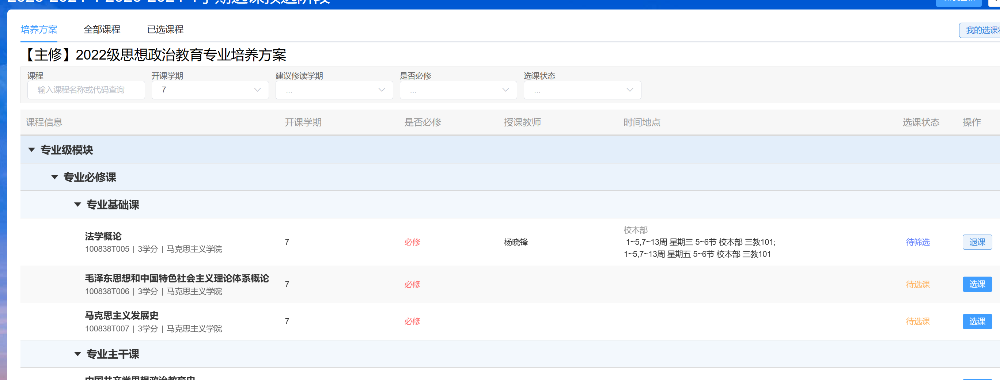 培养方案 全部课程 已选课程
我的选课
【主修】2022级思想政治教育专业培养方案
课程 开课学期 建议修读学期 是否必修 选课状态
输入课程名称或代码查询 7 ... ... ...
课程信息 开课学期 是否必修 授课教师 时间地点 选课状态 操作
专业级模块
专业必修课
专业基础课
校本部
法学概论
7 必修 杨晓锋 1~5,7~13周 星期三 5~6节 校本部 三教101; 待筛选 退课
100838T005 | 3学分 | 马克思主义学院
1~5,7~13周 星期五 5~6节 校本部 三教101
毛泽东思想和中国特色社会主义理论体系概论
7 必修 待选课 选课
100838T006 | 3学分 | 马克思主义学院
马克思主义发展史
7 必修 待选课 选课
100838T007 | 3学分 | 马克思主义学院
专业主干课